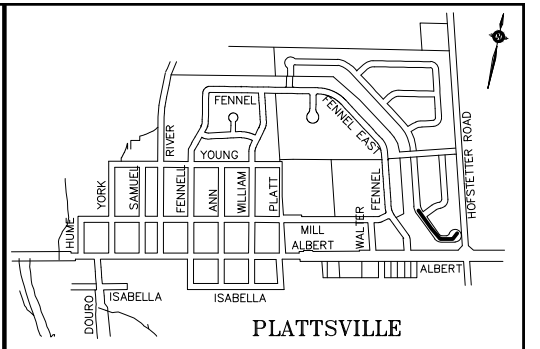 FENNEL
FENNEL EAST
HOFSTETTER ROAD
RIVER
YOUNG
YORK
SAMUEL
FENNELL
ANN
WILLIAM
PLATT
FENNEL
WALTER
HUME
MILL
ALBERT
ALBERT
DOURO
ISABELLA
ISABELLA
PLATTSVILLE